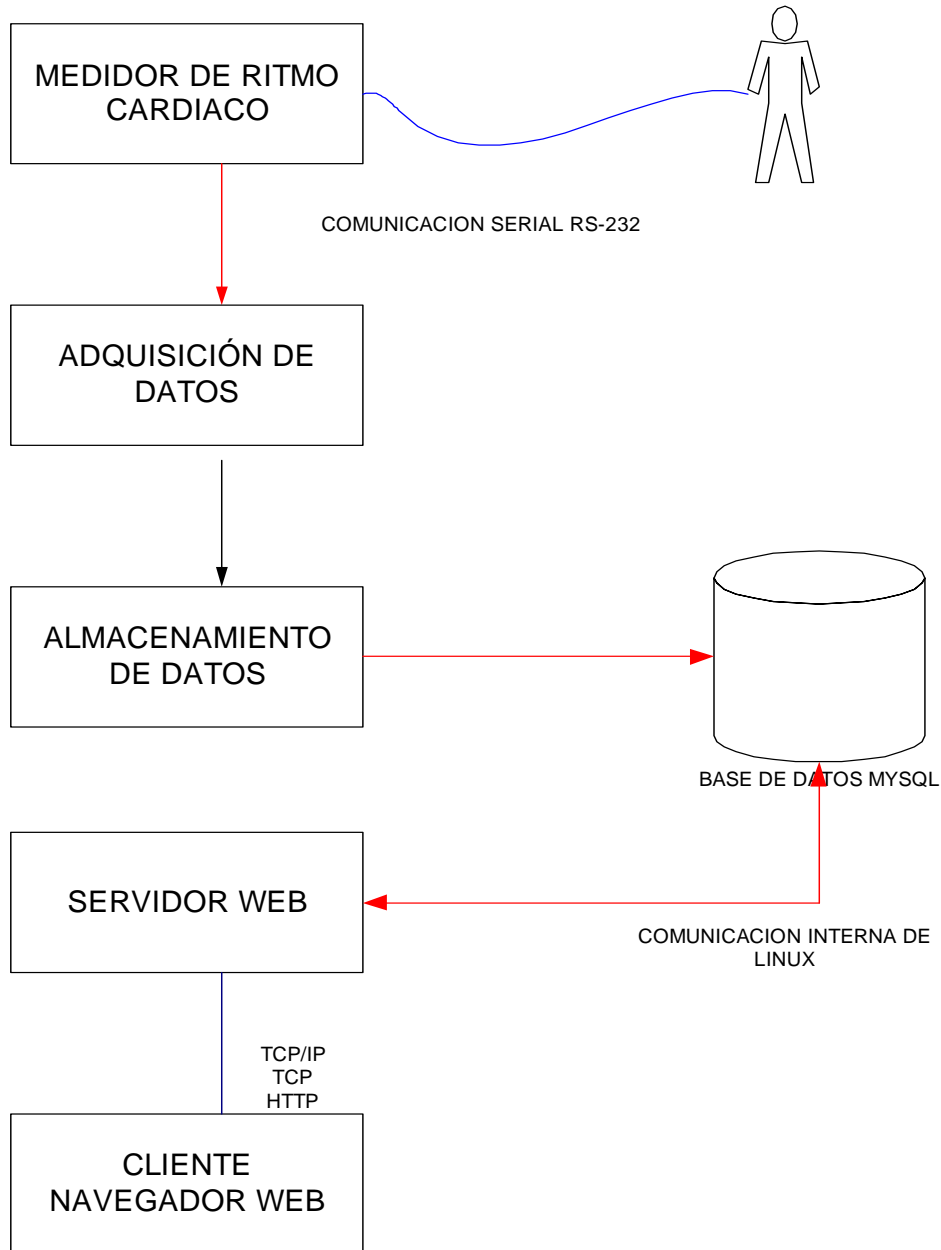 MEDIDOR DE RITMO
CARDIACO
COMUNICACION SERIAL RS-232
ADQUISICIÓN DE
DATOS
ALMACENAMIENTO
DE DATOS
BASE DE DATOS MYSQL
SERVIDOR WEB
COMUNICACION INTERNA DE
LINUX
TCP/IP
TCP
HTTP
CLIENTE
NAVEGADOR WEB